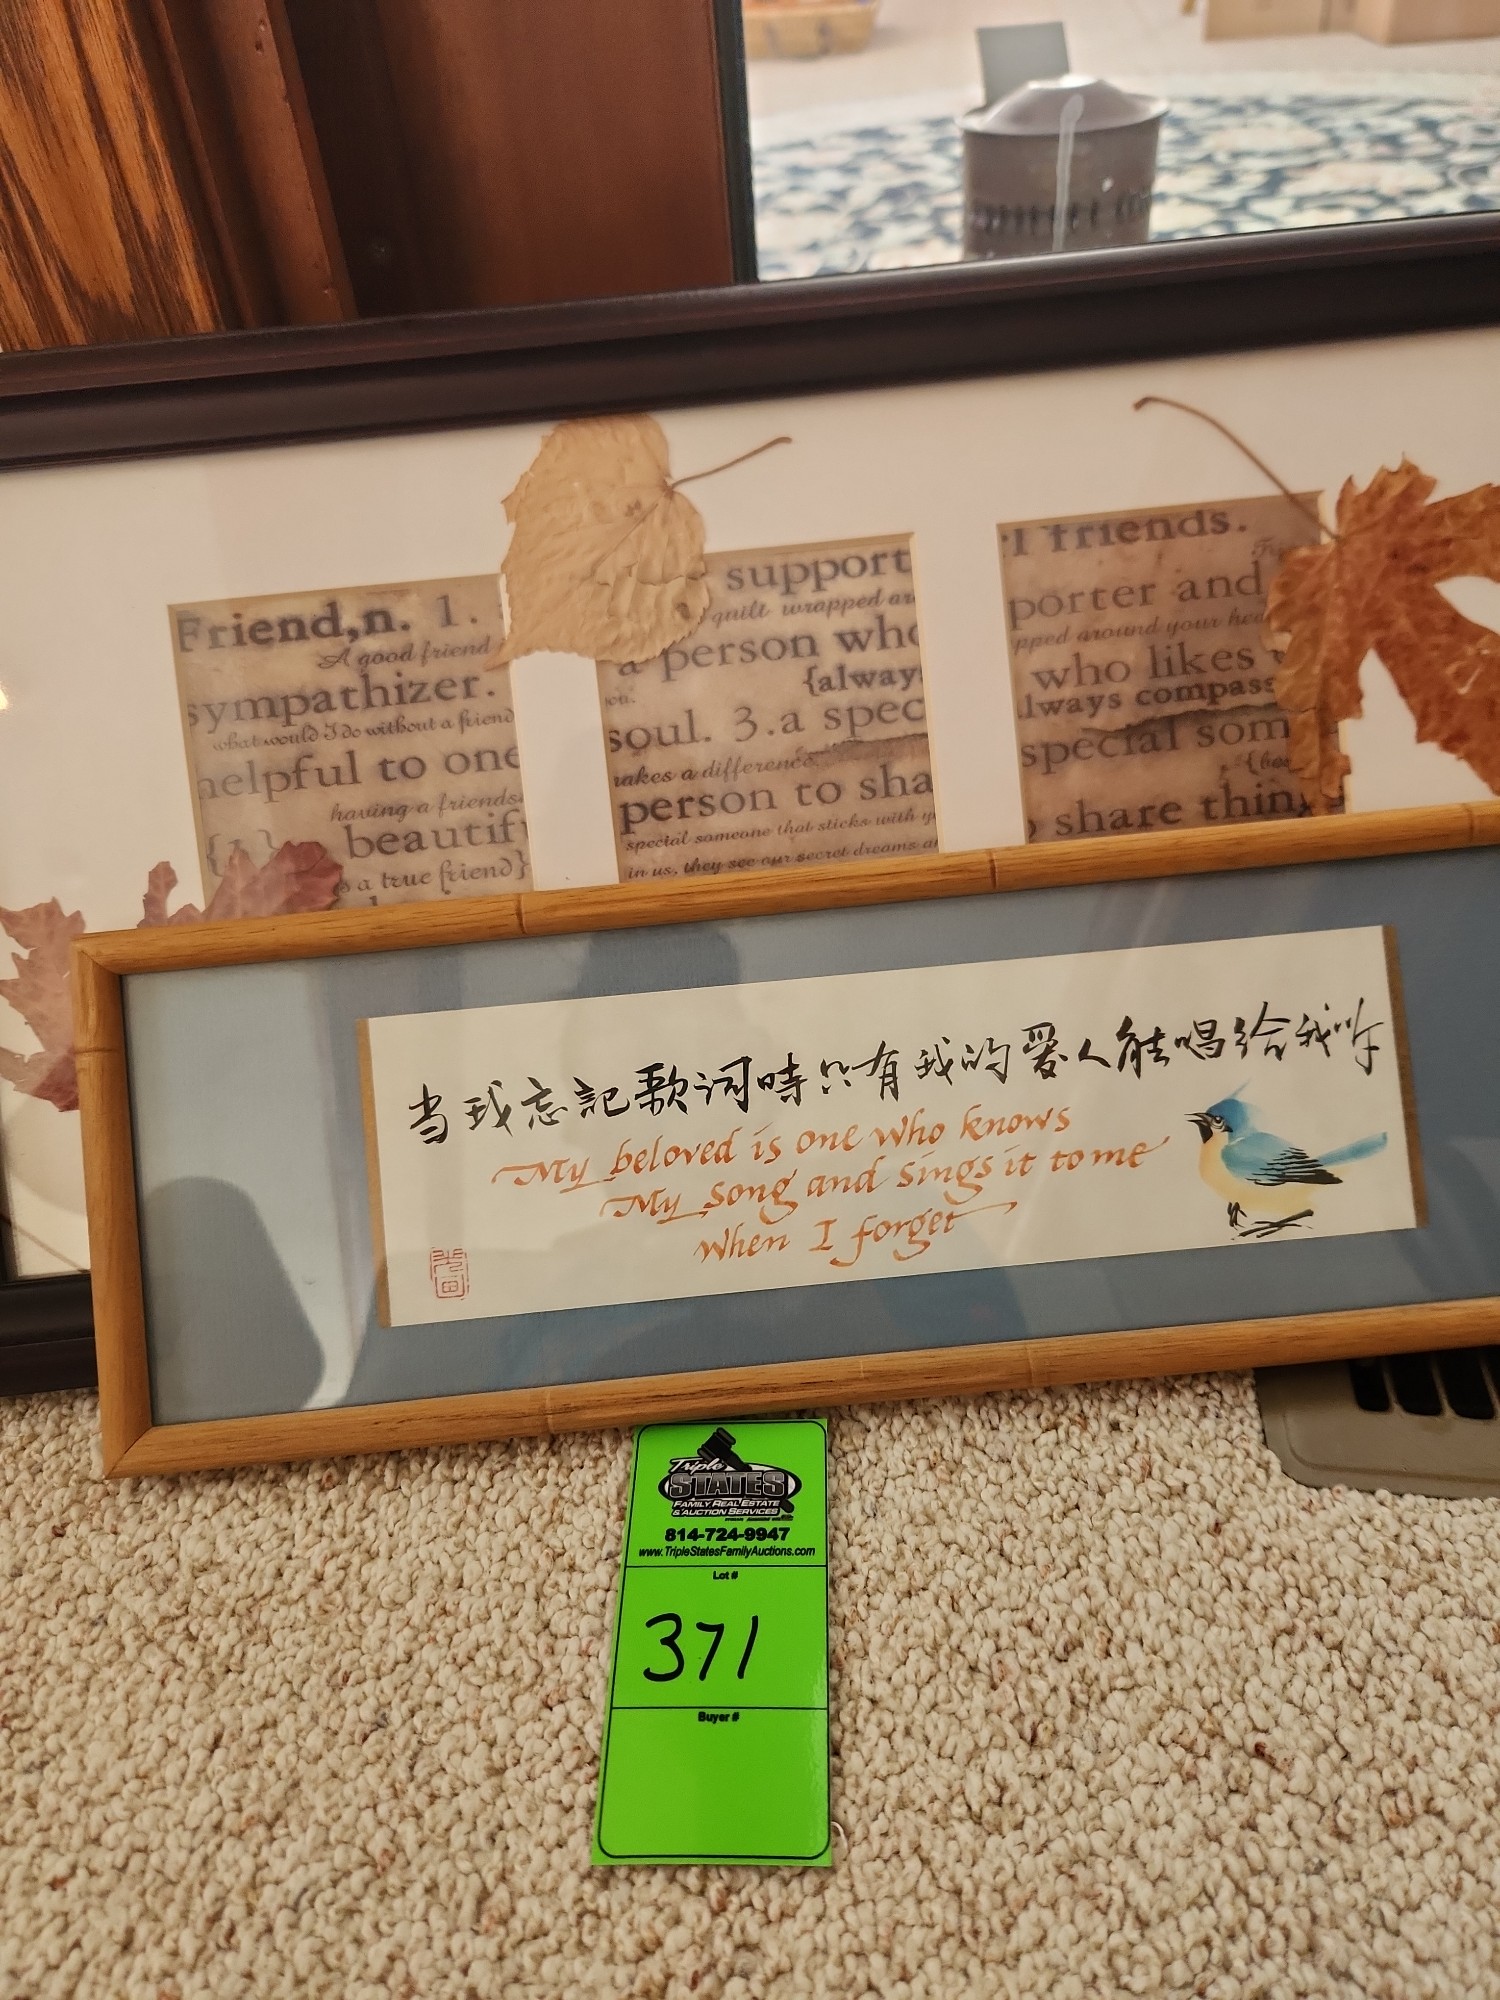 Friend,n. 1.
A good friend
sympathizer.
what would I do without a friend
helpful to one
having a friends
beautif
s a true friend}
support
quilt wrapped ar
a person who
{always
ou.
soul. 3.a spec
makes a difference
person to sha
special someone that sticks with y
in us, they see our secret dreams a
l friends.
porter and
pped around your hea
who likes
lways compass
special som
{bec
share thin
当我忘記歌词時只有我的爱人能唱给我听
My beloved is one who knows
My song and sings it to me
when I forget
Triple
STATES
FAMILY REAL ESTATE
& AUCTION SERVICES
814-724-9947
www.TripleStatesFamilyAuctions.com
Lot #
371
Buyer #